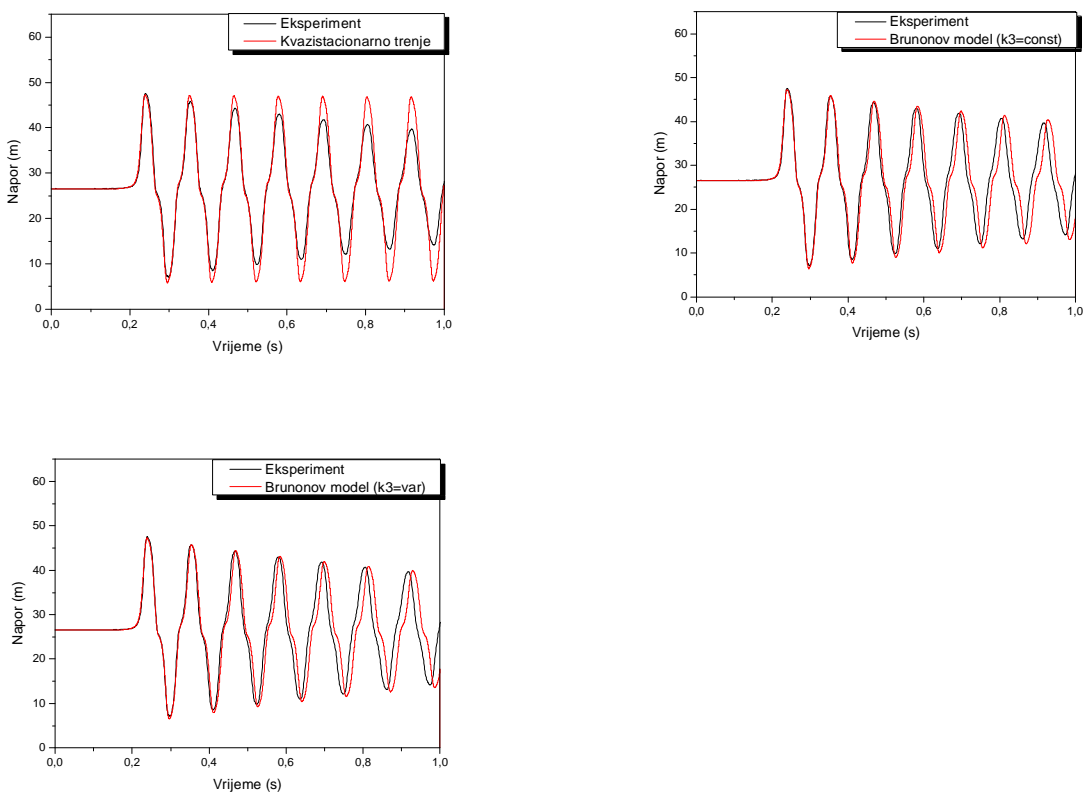 Eksperiment
Kvazistacionarno trenje
60
50
40
30
20
10
0
Napor (m)
0,0 0,2 0,4 0,6 0,8 1,0
Vrijeme (s)
Eksperiment
Brunonov model (k3=const)
60
50
40
30
20
10
0
Napor (m)
0,0 0,2 0,4 0,6 0,8 1,0
Vrijeme (s)
Eksperiment
Brunonov model (k3=var)
60
50
40
30
20
10
0
Napor (m)
0,0 0,2 0,4 0,6 0,8 1,0
Vrijeme (s)